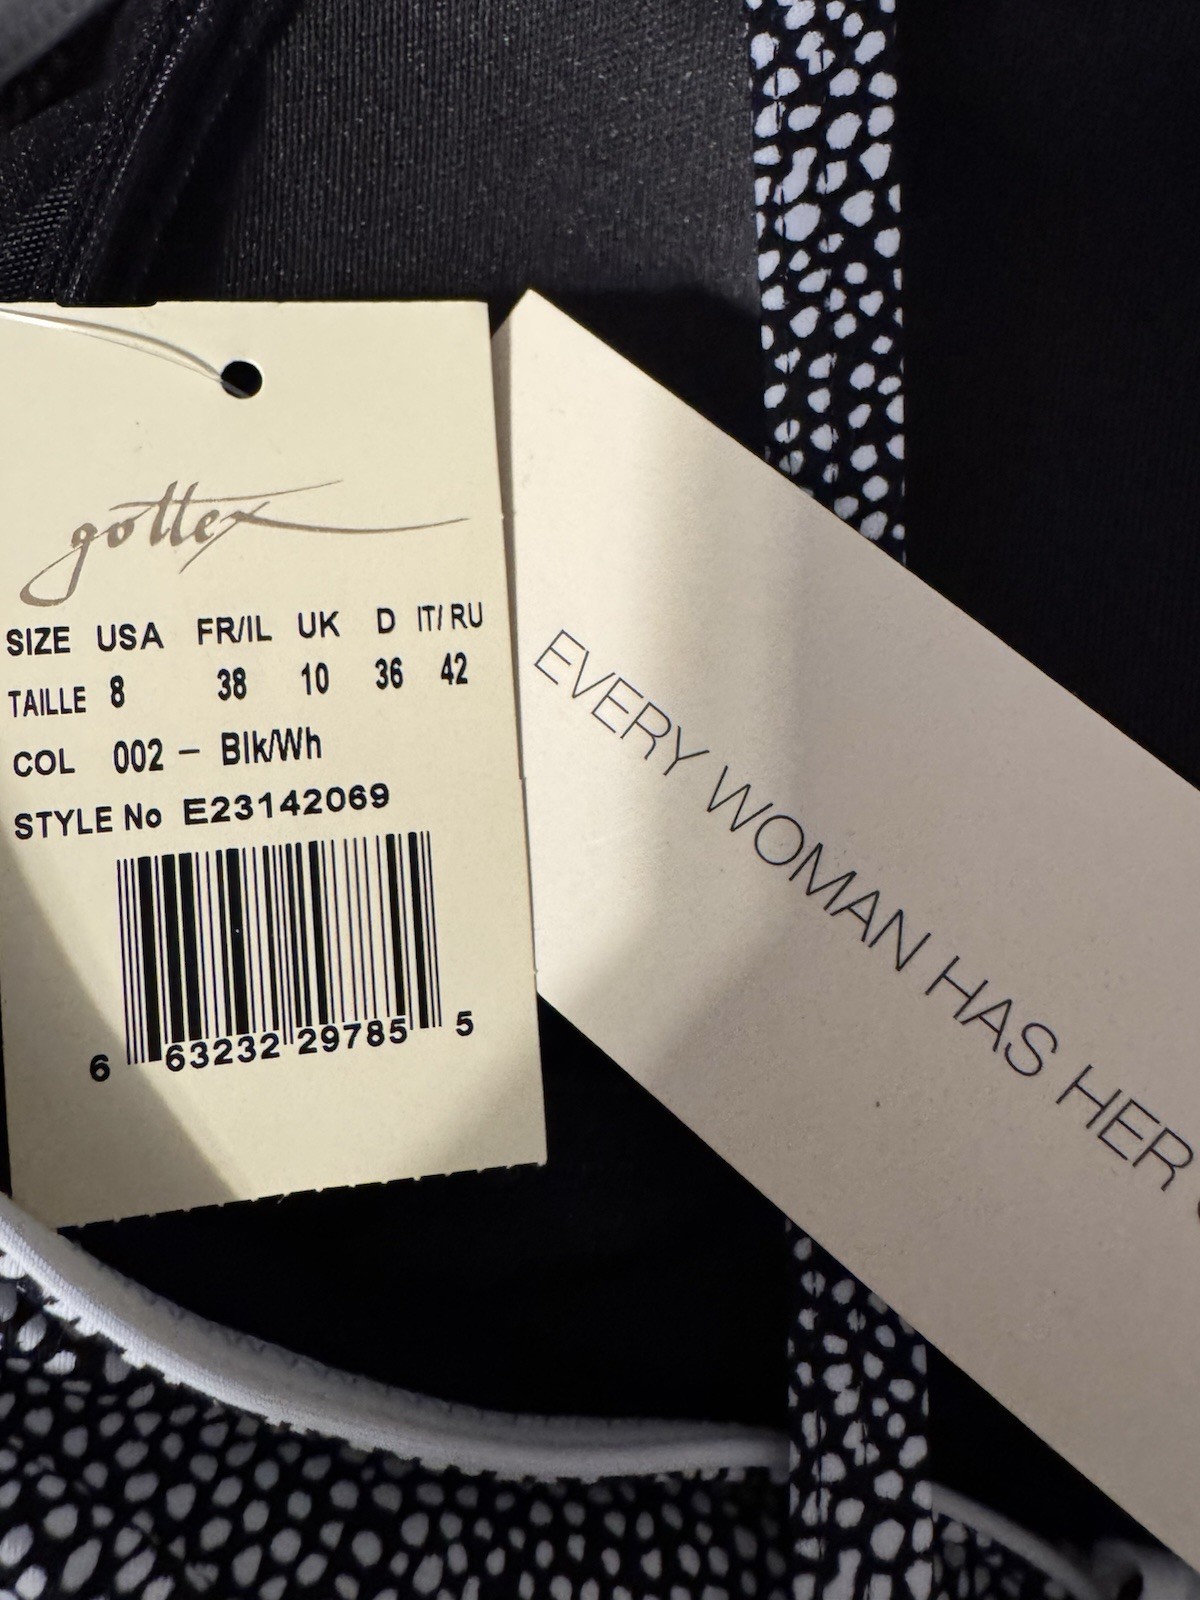 gottex
SIZE USA FR/IL UK D IT/RU
TAILLE 8 38 10 36 42
COL 002 - Blk/Wh
STYLE No E23142069
6 63232 29785 5
EVERY WOMAN HAS HER